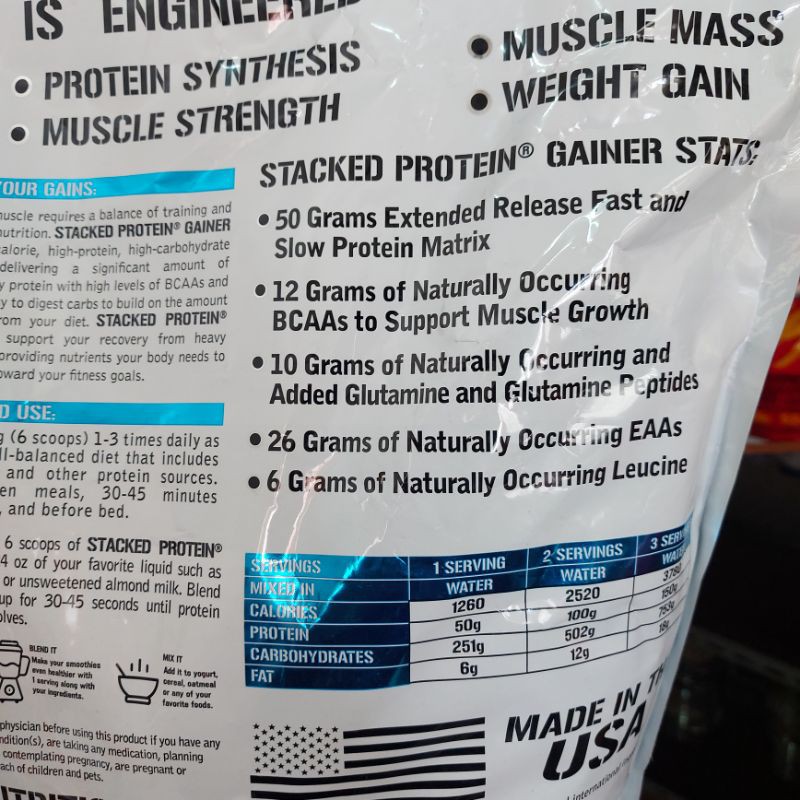 IS ENGINEERED
• PROTEIN SYNTHESIS
• MUSCLE STRENGTH
• MUSCLE MASS
• WEIGHT GAIN
OUR GAINS:
muscle requires a balance of training and
nutrition. STACKED PROTEIN® GAINER
calorie, high-protein, high-carbohydrate
delivering a significant amount of
y protein with high levels of BCAAs and
y to digest carbs to build on the amount
rom your diet. STACKED PROTEIN®
support your recovery from heavy
providing nutrients your body needs to
oward your fitness goals.
D USE:
g (6 scoops) 1-3 times daily as
ll-balanced diet that includes
and other protein sources.
en meals, 30-45 minutes
, and before bed.
6 scoops of STACKED PROTEIN®
4 oz of your favorite liquid such as
or unsweetened almond milk. Blend
up for 30-45 seconds until protein
olves.
BLEND IT
Make your smoothies
even healthier with
1 serving along with
your ingredients.
MIX IT
Add it to yogurt,
cereal, oatmeal
or any of your
favorite foods.
physician before using this product if you have any
ndition(s), are taking any medication, planning
contemplating pregnancy, are pregnant or
ach of children and pets.
STACKED PROTEIN® GAINER STATS:
• 50 Grams Extended Release Fast and
Slow Protein Matrix
• 12 Grams of Naturally Occurring
BCAAs to Support Muscle Growth
• 10 Grams of Naturally Occurring and
Added Glutamine and Glutamine Peptides
• 26 Grams of Naturally Occurring EAAs
• 6 Grams of Naturally Occurring Leucine
SERVINGS 1 SERVING 2 SERVINGS 3 SERV
MIXED IN WATER WATER WAT
CALORIES 1260 2520 3780
PROTEIN 50g 100g 150g
CARBOHYDRATES 251g 502g 753g
FAT 6g 12g 18g
MADE IN TH
USA
international